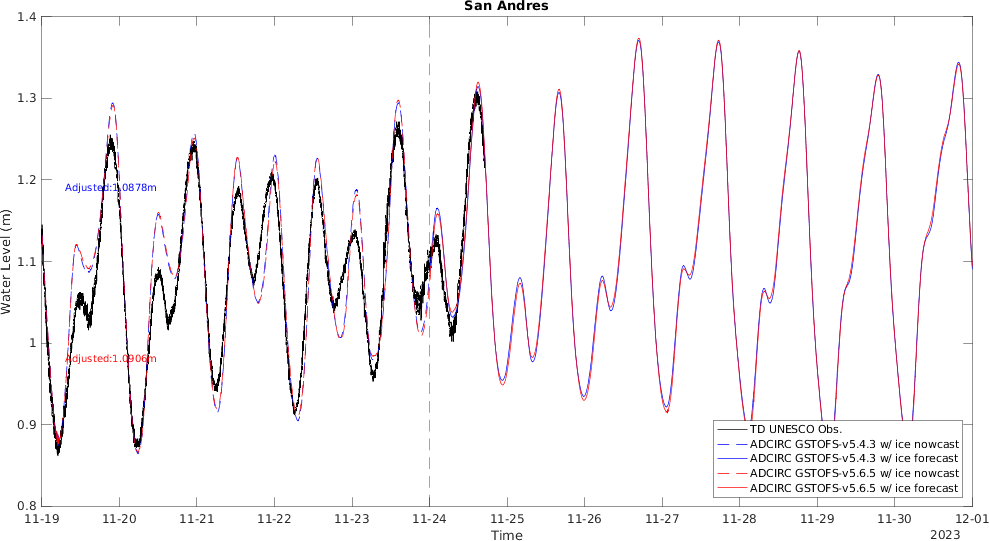 San Andres
1.4
1.3
1.2
1.1
1
0.9
0.8
Water Level (m)
Adjusted:1.0878m
Adjusted:1.0906m
TD UNESCO Obs.
ADCIRC GSTOFS-v5.4.3 w/ ice nowcast
ADCIRC GSTOFS-v5.4.3 w/ ice forecast
ADCIRC GSTOFS-v5.6.5 w/ ice nowcast
ADCIRC GSTOFS-v5.6.5 w/ ice forecast
11-19 11-20 11-21 11-22 11-23 11-24 11-25 11-26 11-27 11-28 11-29 11-30 12-01
Time
2023